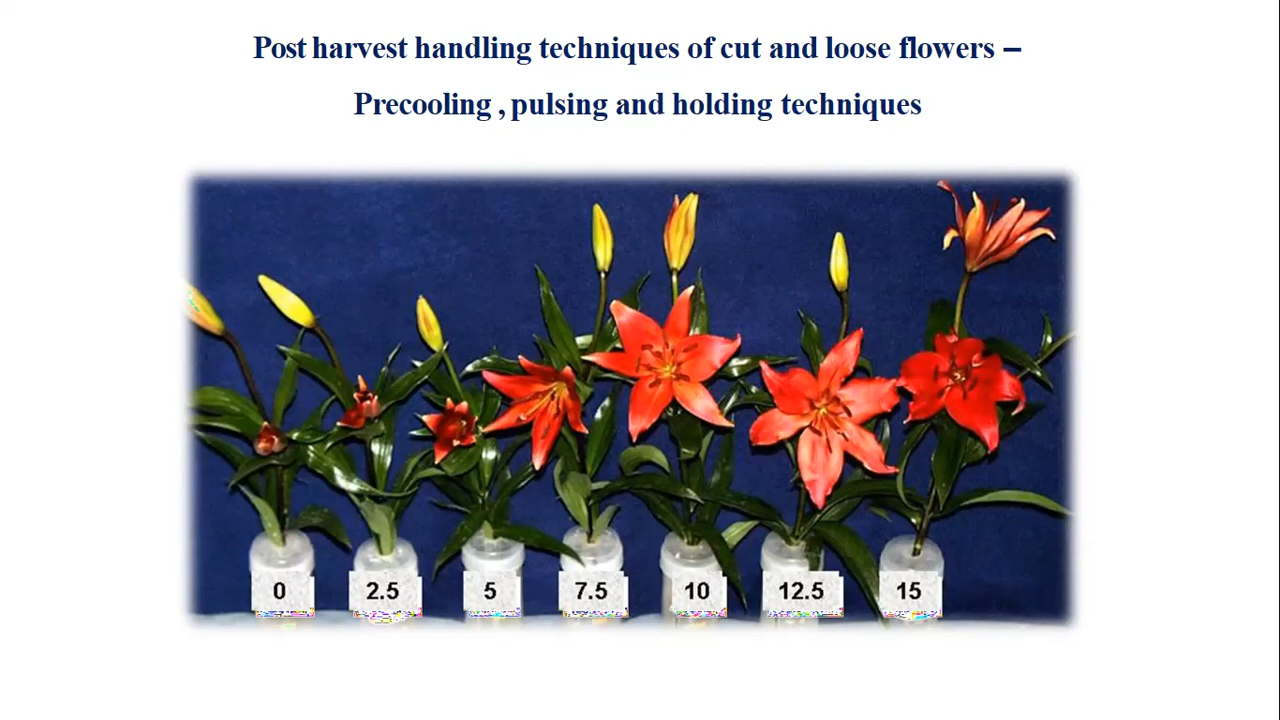 Post harvest handling techniques of cut and loose flowers –
Precooling , pulsing and holding techniques
0 2.5 5 7.5 10 12.5 15